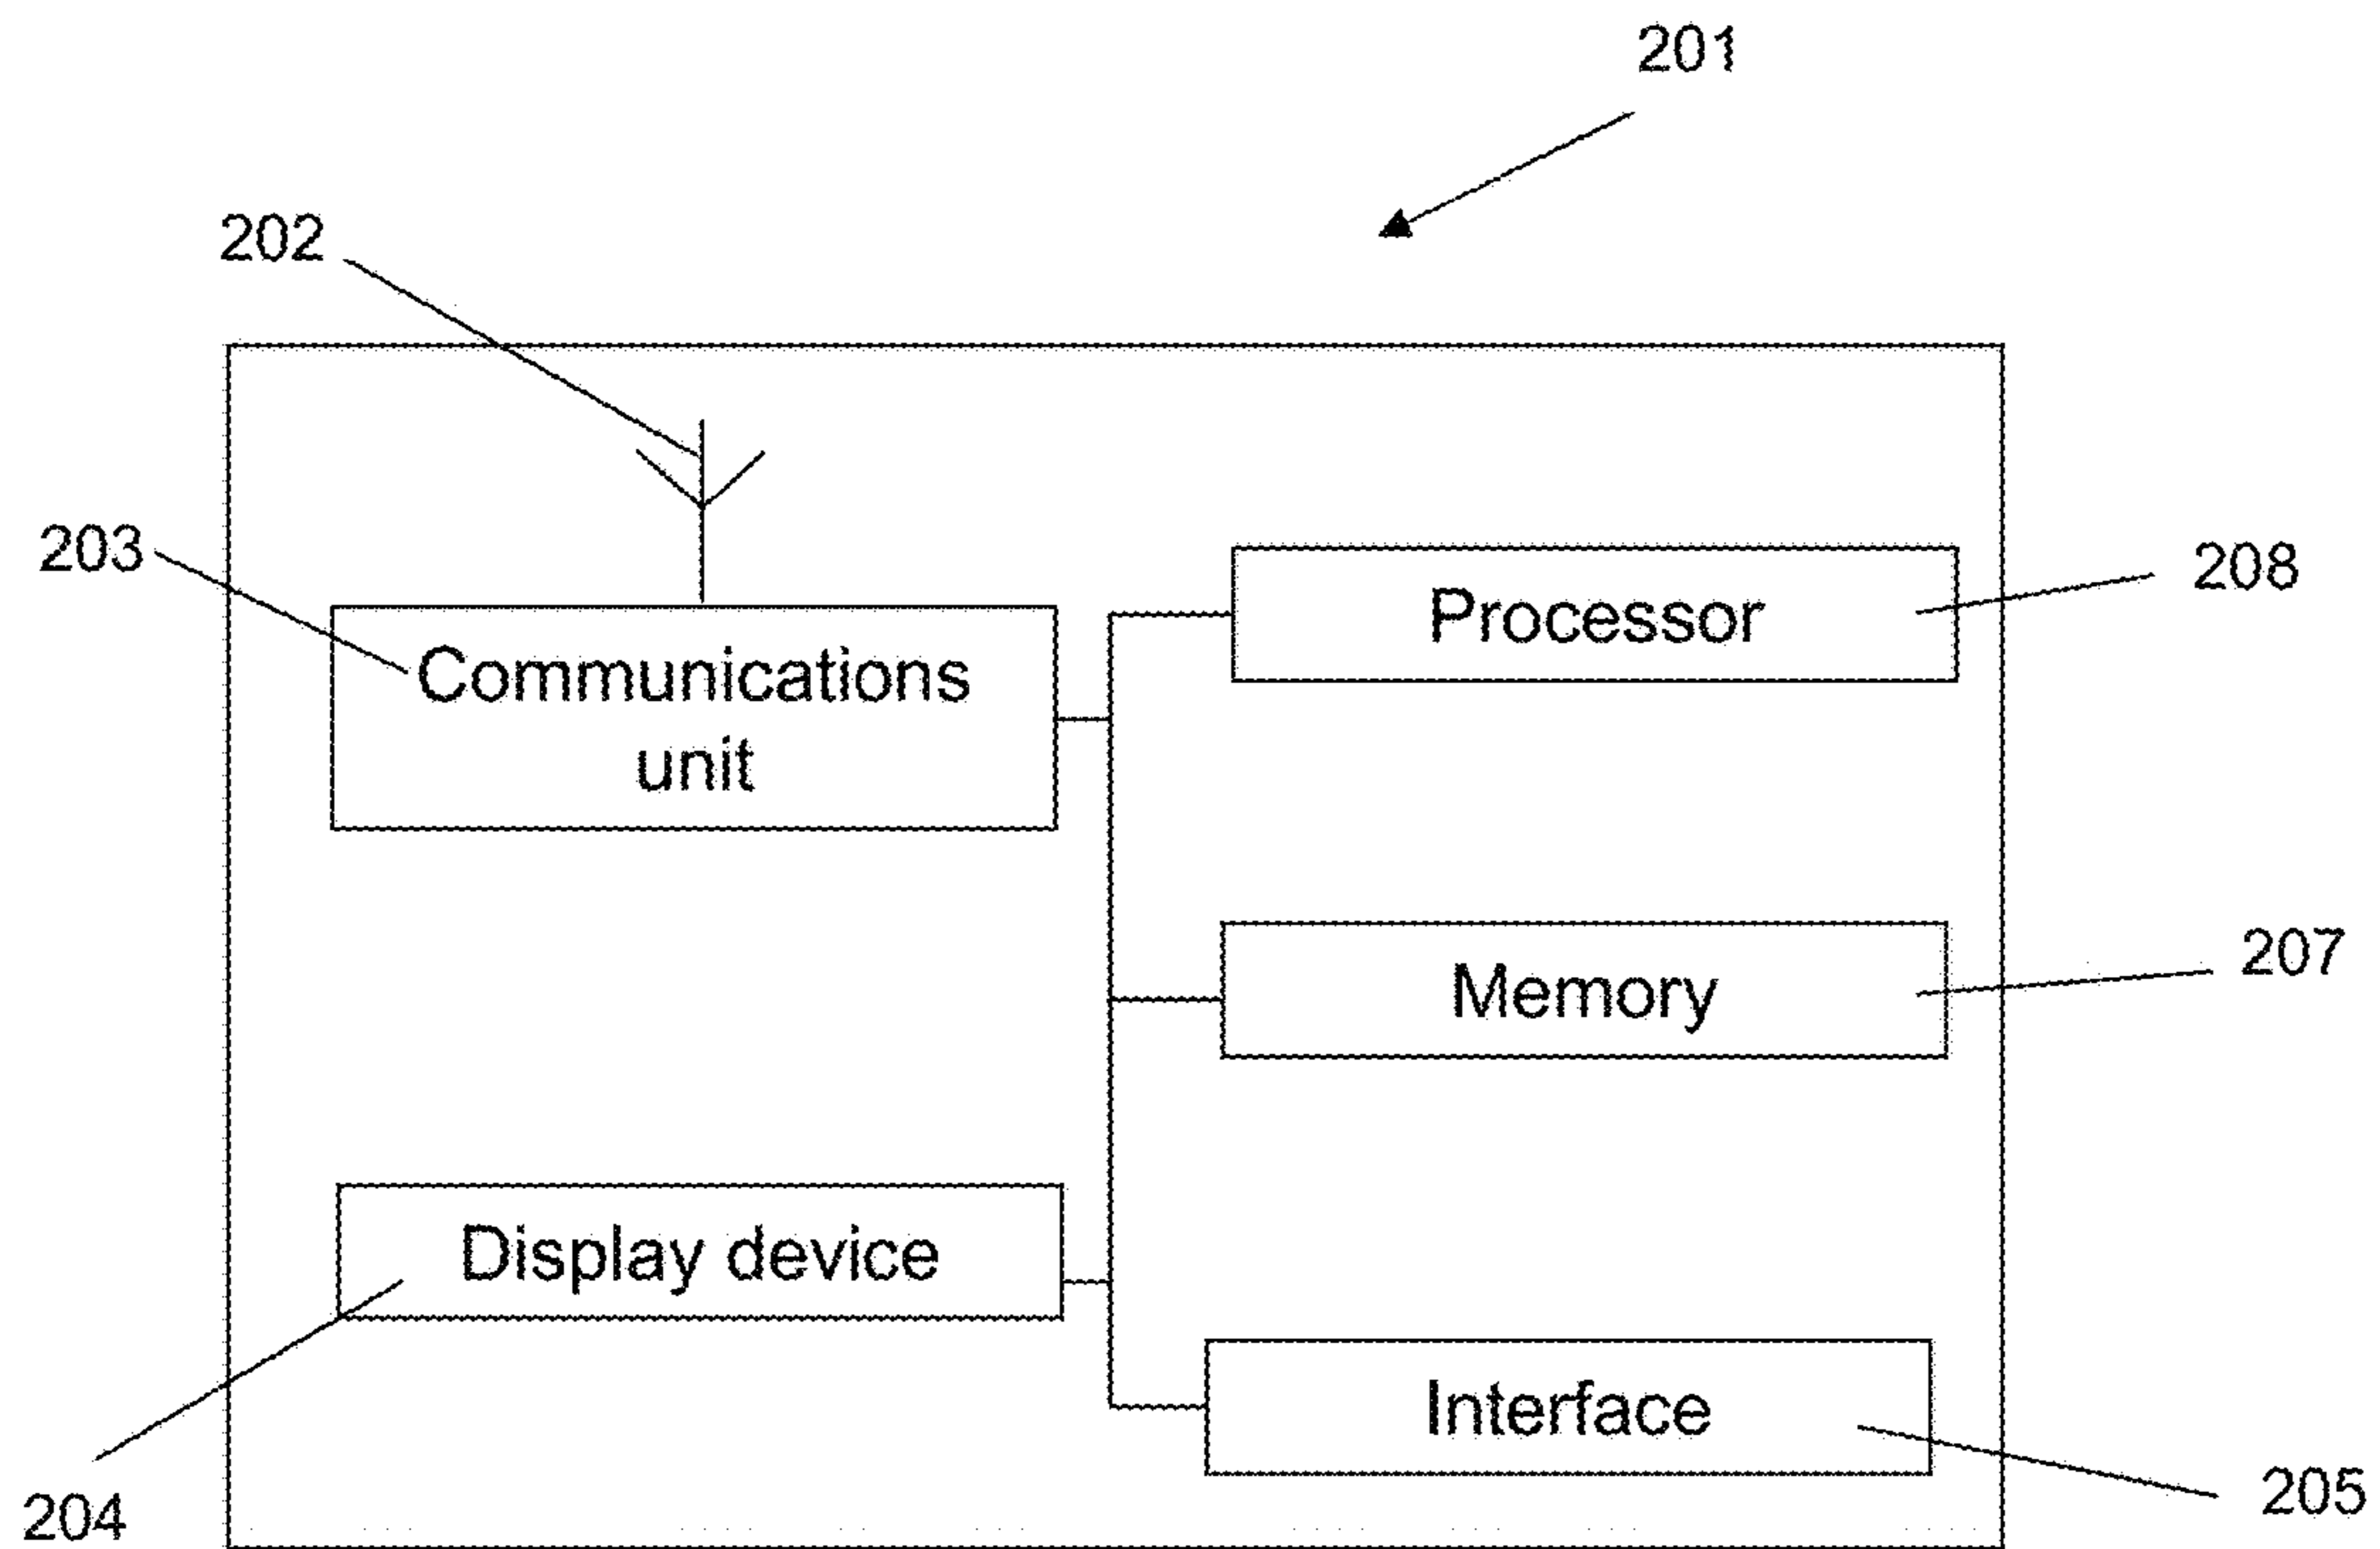 201
202
203
Communications
unit
Processor
208
Memory
207
Display device
204
Interface
205